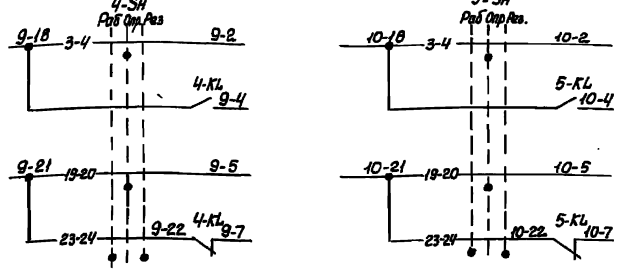 4-SH
Раб Опр Рез
9-18 3-4 9-2
4-KL
9-4
9-21 19-20 9-5
23-24 9-22 4-KL 9-7
5-SH
Раб Опр Рез.
10-18 3-4 10-2
5-KL
10-4
10-21 19-20 10-5
23-24 10-22 5-KL 10-7